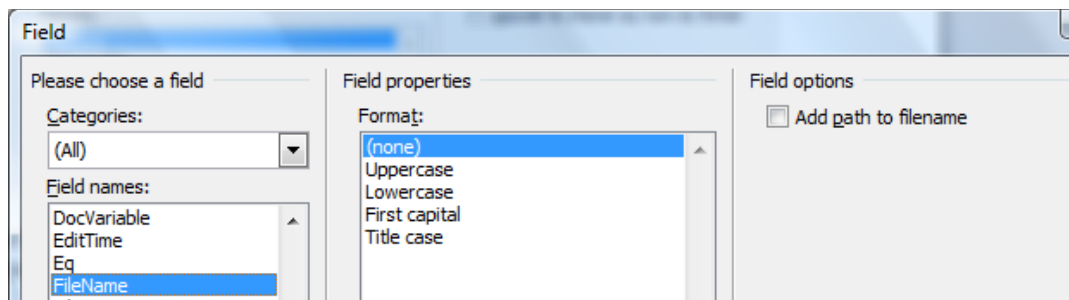 Field
Please choose a field
Categories:
(All)
Field names:
DocVariable
EditTime
Eq
FileName
Field properties
Format:
(none)
Uppercase
Lowercase
First capital
Title case
Field options
Add path to filename